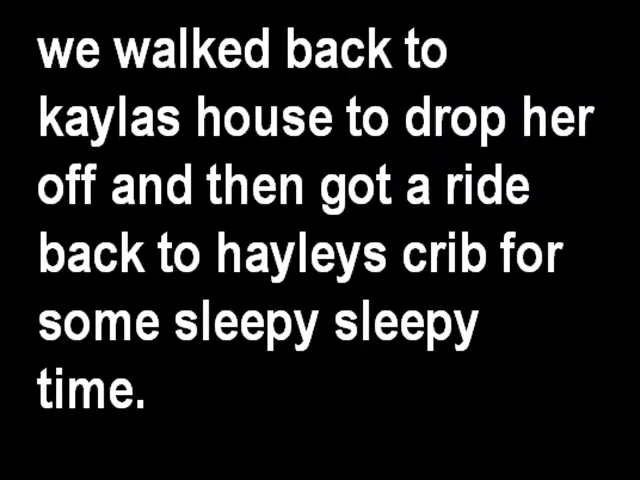 we walked back to
kaylas house to drop her
off and then got a ride
back to hayleys crib for
some sleepy sleepy
time.